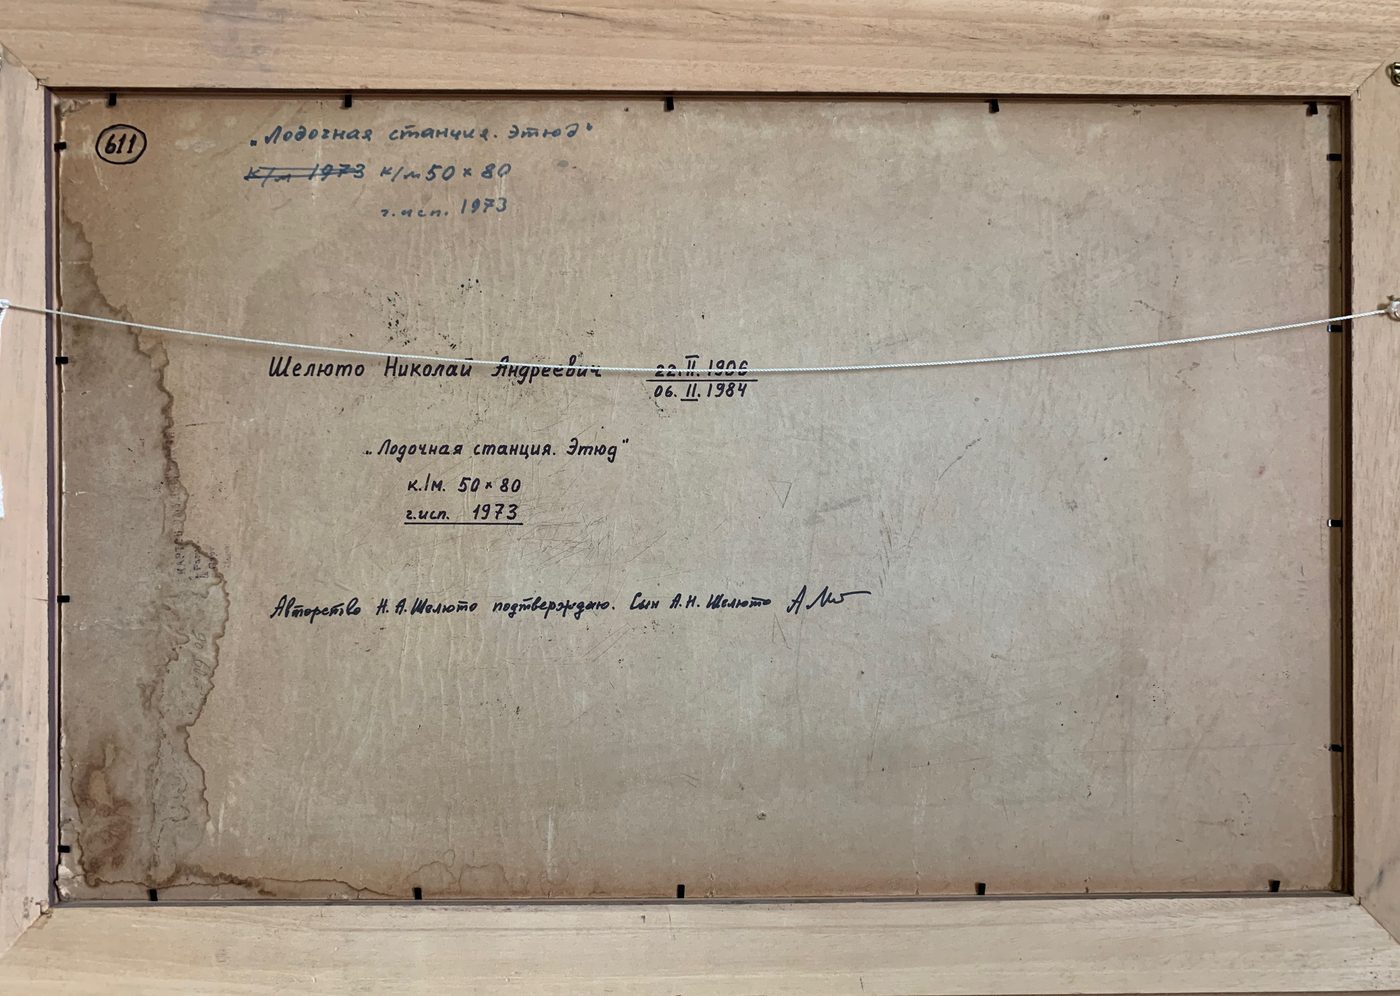 611
„Лодочная станция. Этюд“
к/м 1973 к/м 50 × 80
г. исп. 1973
Шелюто Николай Андреевич 22. II. 1906
06. II. 1984
„Лодочная станция. Этюд“
к./м. 50 × 80
г. исп. 1973
Авторство Н. А. Шелюто подтверждаю. Сын А. Н. Шелюто